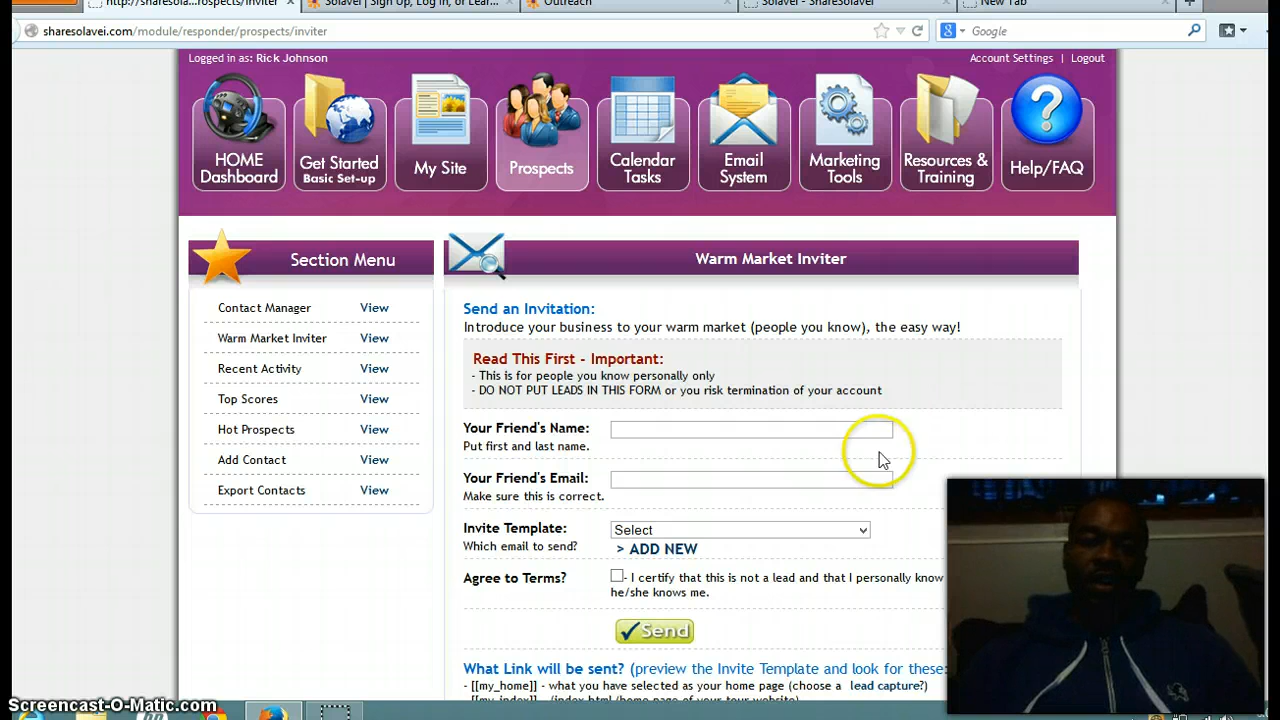 http://sharesolav...rospects/inviter
Solavei | Sign Up, Log In, or Lear...
Outreach
Solavei - ShareSolavei
New Tab
sharesolavei.com/module/responder/prospects/inviter
Google
Logged in as: Rick Johnson
Account Settings | Logout
HOME Dashboard
Get Started Basic Set-up
My Site
Prospects
Calendar Tasks
Email System
Marketing Tools
Resources & Training
Help/FAQ
Section Menu
Contact Manager View
Warm Market Inviter View
Recent Activity View
Top Scores View
Hot Prospects View
Add Contact View
Export Contacts View
Warm Market Inviter
Send an Invitation:
Introduce your business to your warm market (people you know), the easy way!
Read This First - Important:
- This is for people you know personally only
- DO NOT PUT LEADS IN THIS FORM or you risk termination of your account
Your Friend's Name:
Put first and last name.
Your Friend's Email:
Make sure this is correct.
Invite Template: Select
Which email to send? > ADD NEW
Agree to Terms? - I certify that this is not a lead and that I personally know
he/she knows me.
Send
What Link will be sent? (preview the Invite Template and look for these:
- [[my_home]] - what you have selected as your home page (choose a lead capture?)
- [[my_index]] - (index.html/home page of your tour website)
Screencast-O-Matic.com